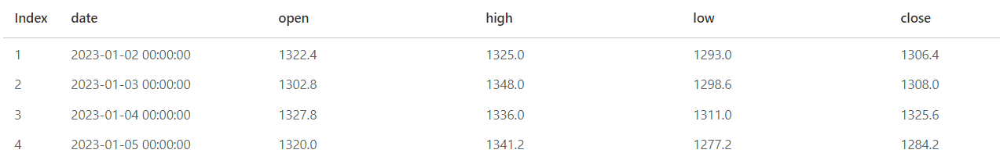 Index date open high low close
1 2023-01-02 00:00:00 1322.4 1325.0 1293.0 1306.4
2 2023-01-03 00:00:00 1302.8 1348.0 1298.6 1308.0
3 2023-01-04 00:00:00 1327.8 1336.0 1311.0 1325.6
4 2023-01-05 00:00:00 1320.0 1341.2 1277.2 1284.2